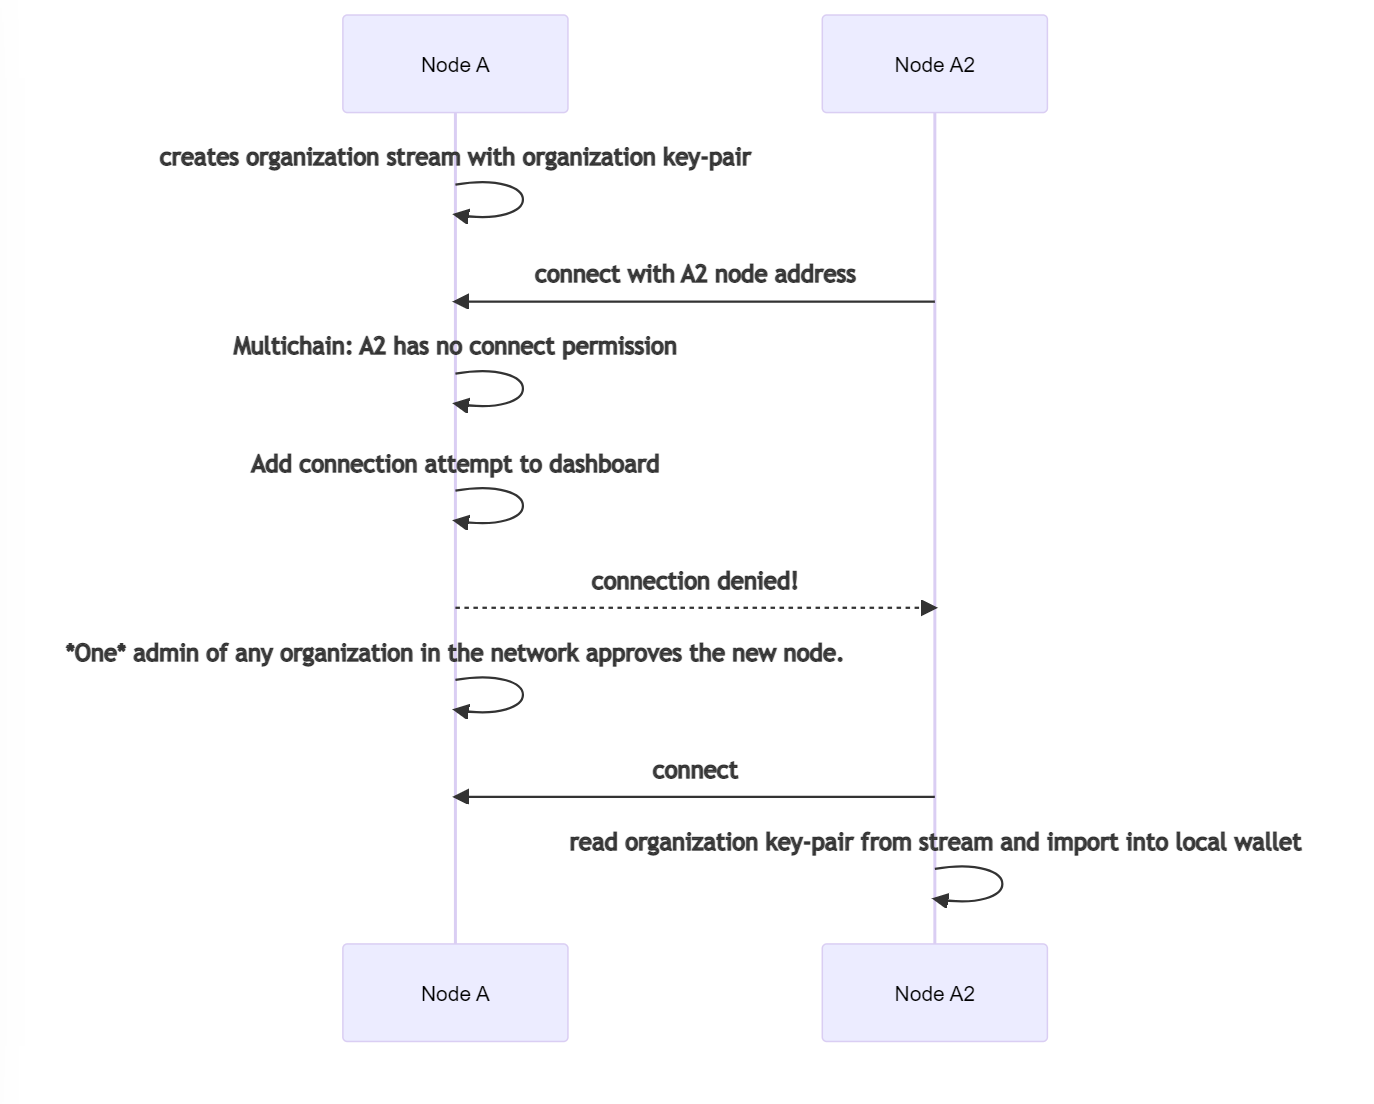 Node A
Node A2
creates organization stream with organization key-pair
connect with A2 node address
Multichain: A2 has no connect permission
Add connection attempt to dashboard
connection denied!
*One* admin of any organization in the network approves the new node.
connect
read organization key-pair from stream and import into local wallet
Node A
Node A2